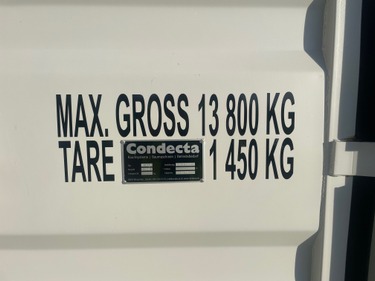 MAX. GROSS 13 800 KG
TARE 1 450 KG
Condecta